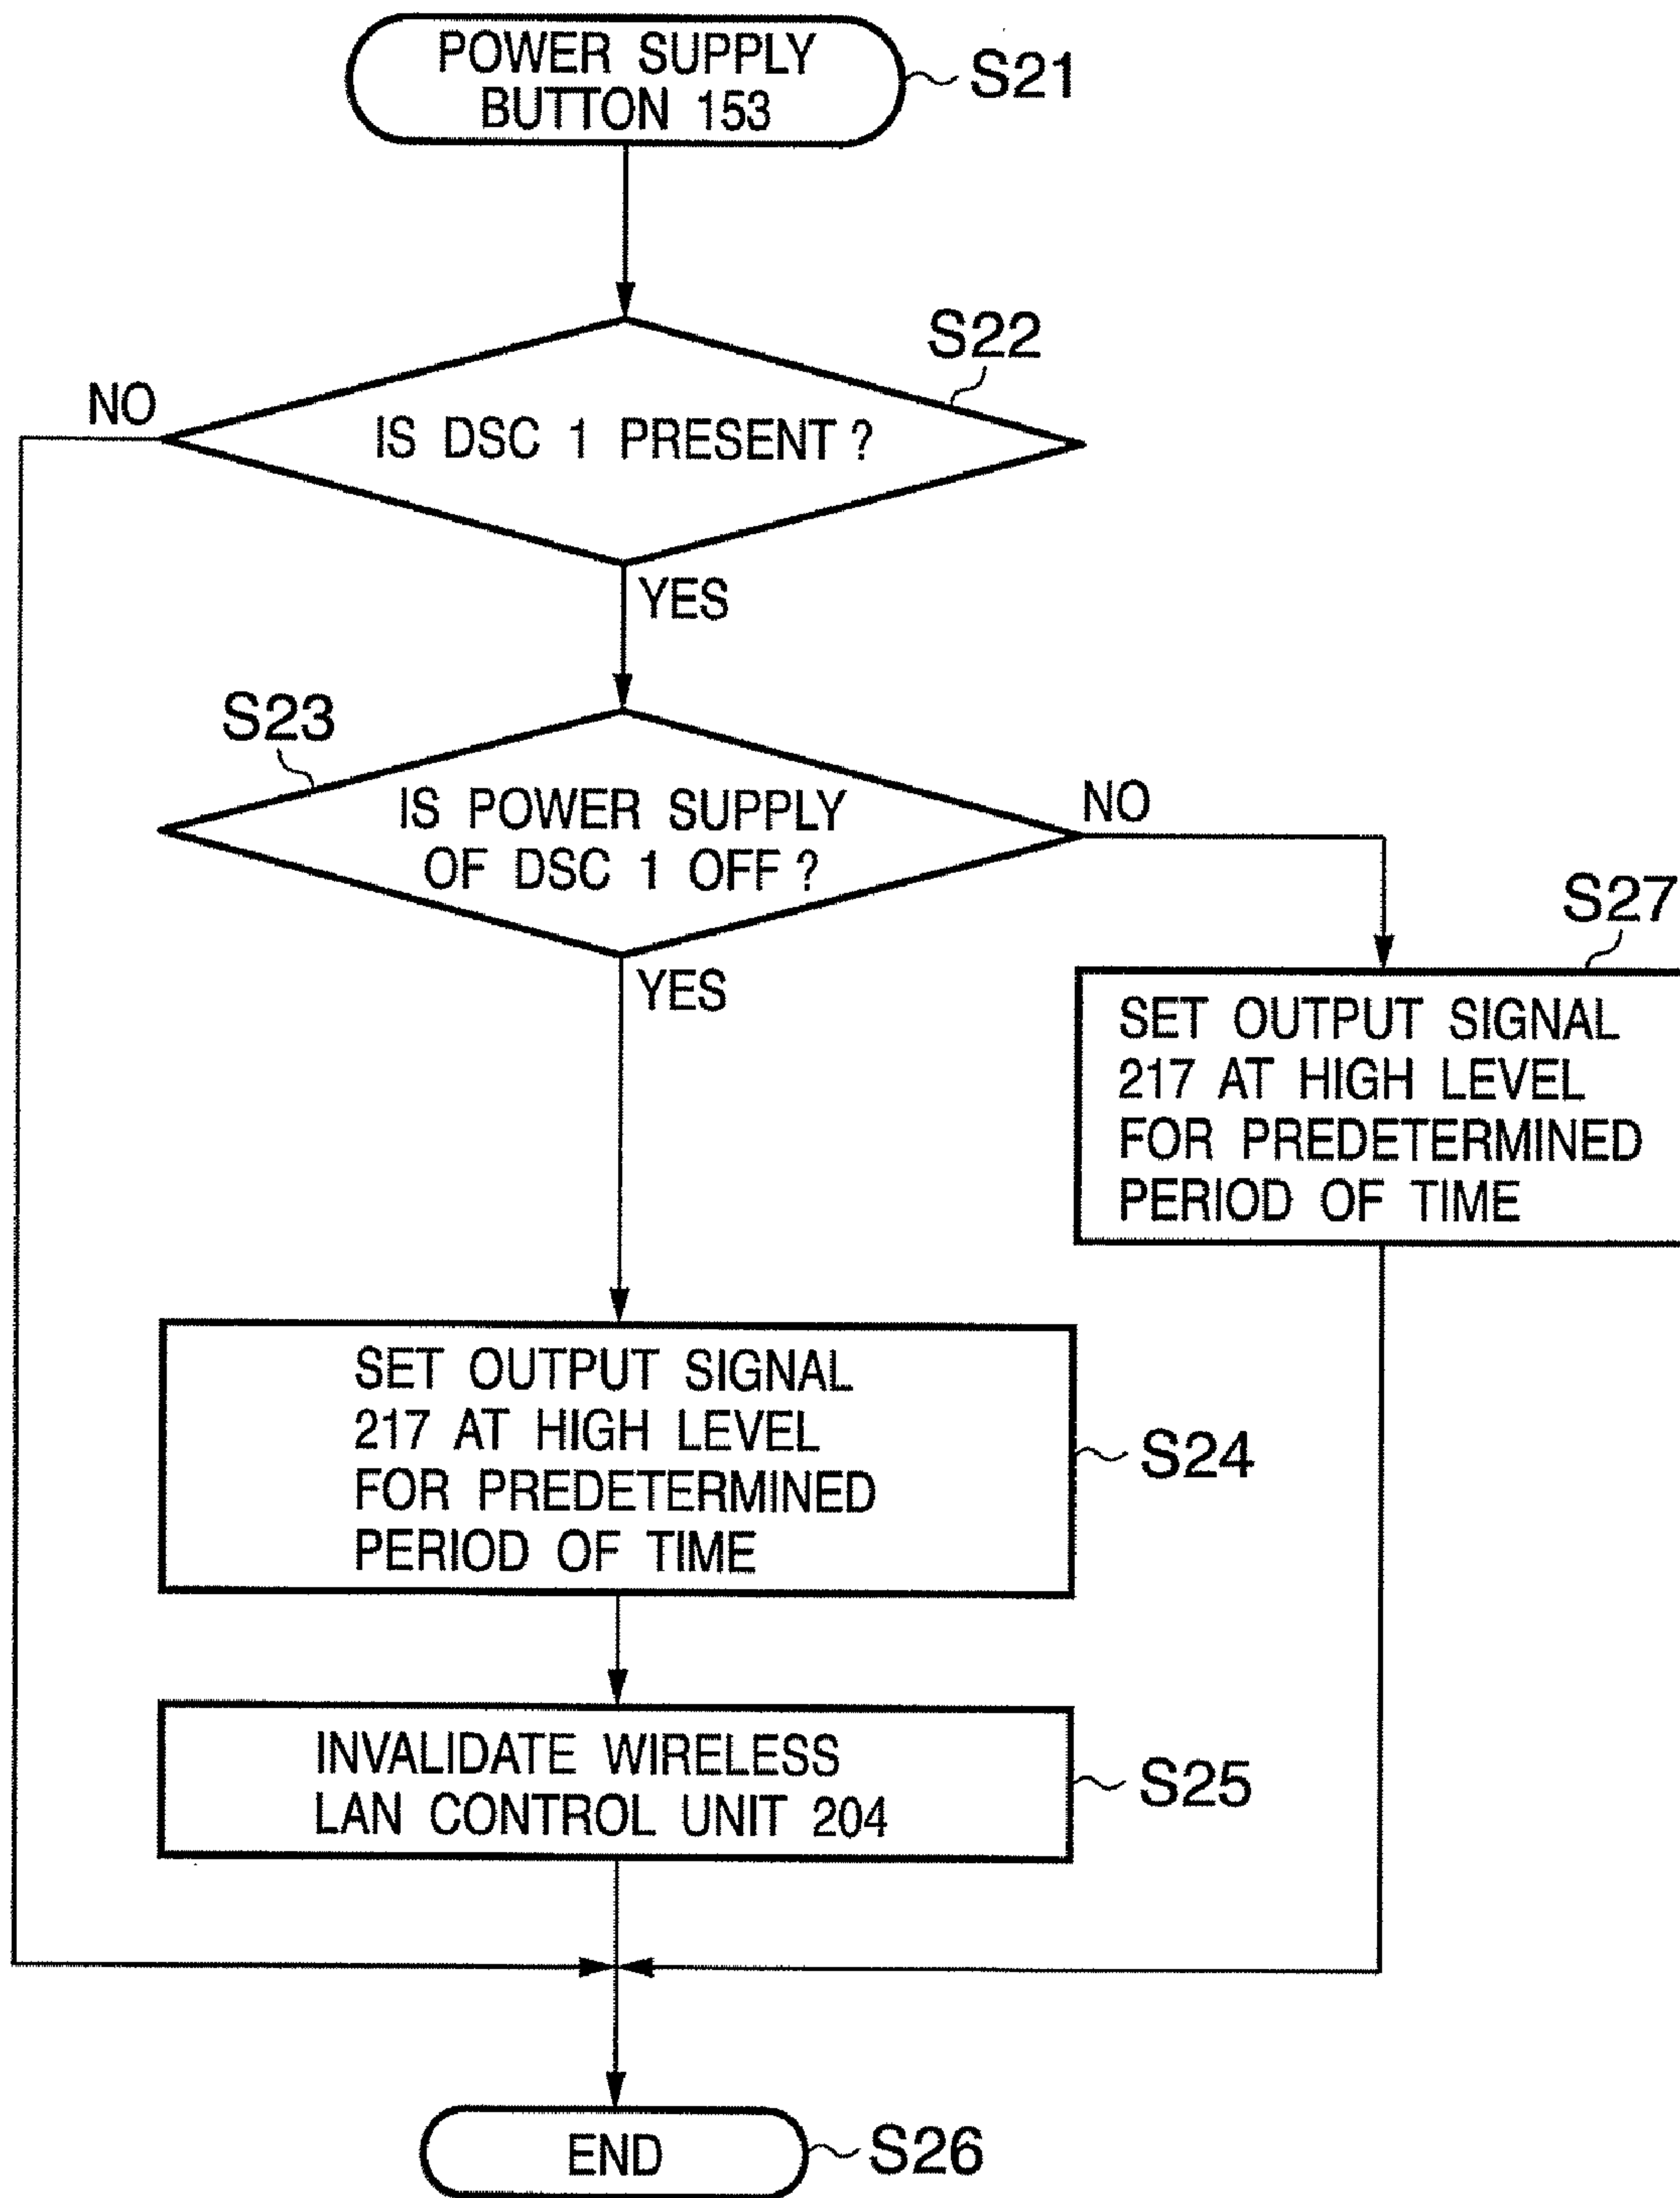 POWER SUPPLY
BUTTON 153
S21
S22
NO
IS DSC 1 PRESENT ?
YES
S23
IS POWER SUPPLY
OF DSC 1 OFF ?
NO
YES
S27
SET OUTPUT SIGNAL
217 AT HIGH LEVEL
FOR PREDETERMINED
PERIOD OF TIME
SET OUTPUT SIGNAL
217 AT HIGH LEVEL
FOR PREDETERMINED
PERIOD OF TIME
S24
INVALIDATE WIRELESS
LAN CONTROL UNIT 204
S25
END
S26